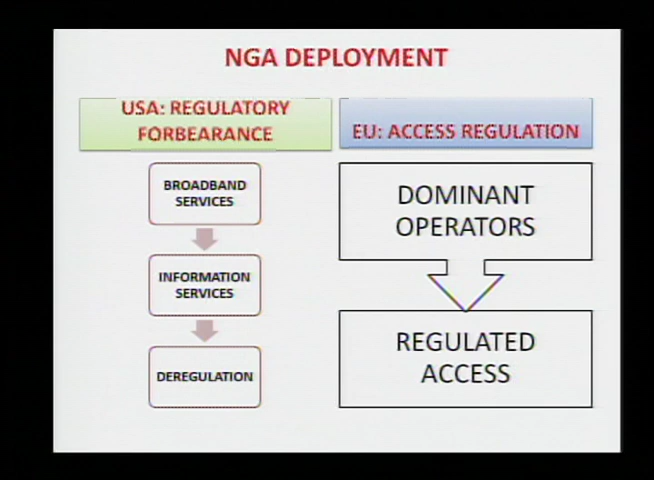 NGA DEPLOYMENT
USA: REGULATORY
FORBEARANCE
BROADBAND
SERVICES
INFORMATION
SERVICES
DEREGULATION
EU: ACCESS REGULATION
DOMINANT
OPERATORS
REGULATED
ACCESS